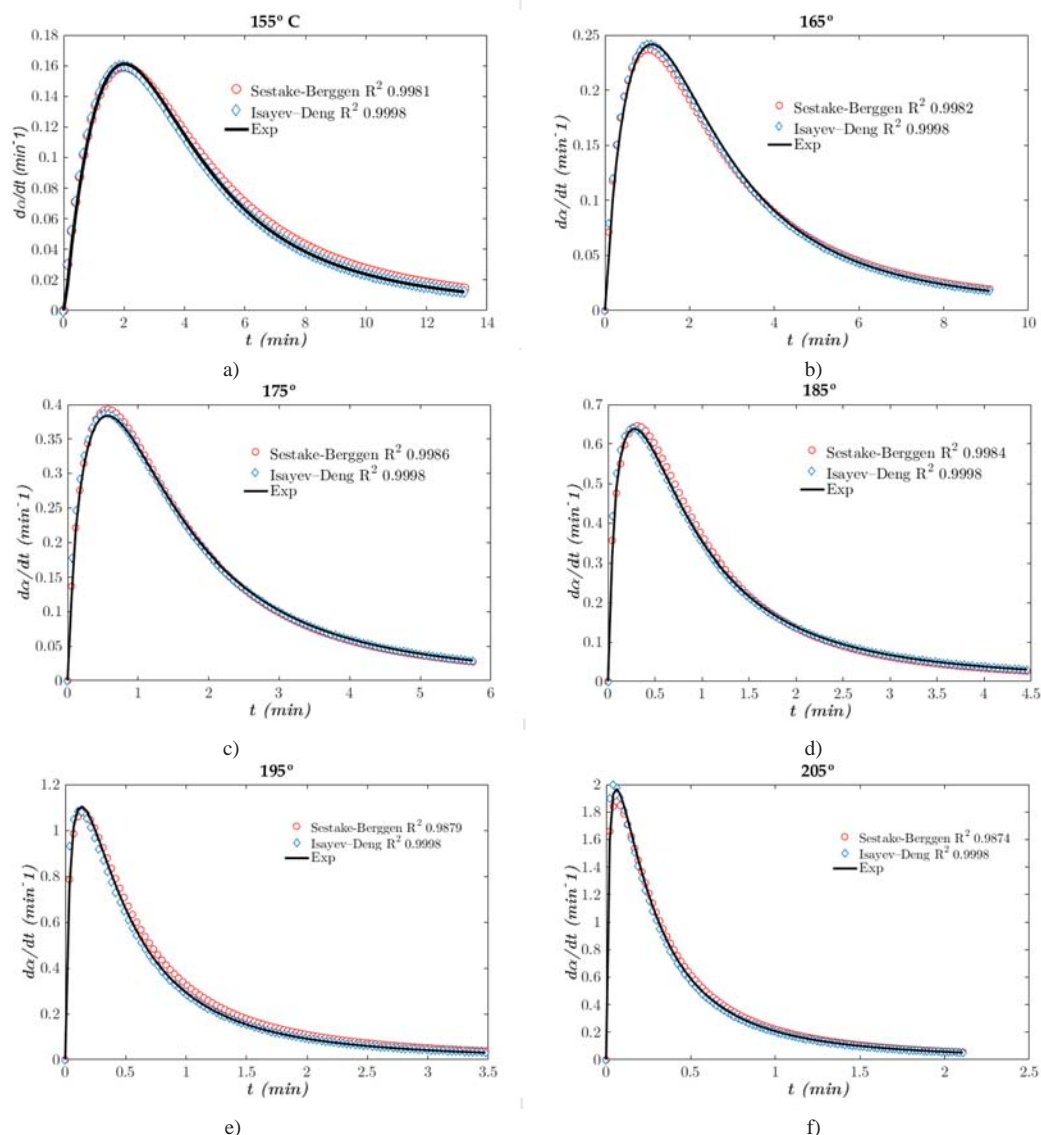 155º C
0.18
0.16
0.14
0.12
0.1
0.08
0.06
0.04
0.02
0
dα/dt (min⁻1)
Sestake-Berggen R² 0.9981
Isayev–Deng R² 0.9998
Exp
0 2 4 6 8 10 12 14
t (min)
a)
165º
0.25
0.2
0.15
0.1
0.05
0
dα/dt (min⁻1)
Sestake-Berggen R² 0.9982
Isayev–Deng R² 0.9998
Exp
0 2 4 6 8 10
t (min)
b)
175º
0.4
0.35
0.3
0.25
0.2
0.15
0.1
0.05
0
dα/dt (min⁻1)
Sestake-Berggen R² 0.9986
Isayev–Deng R² 0.9998
Exp
0 1 2 3 4 5 6
t (min)
c)
185º
0.7
0.6
0.5
0.4
0.3
0.2
0.1
0
dα/dt (min⁻1)
Sestake-Berggen R² 0.9984
Isayev–Deng R² 0.9998
Exp
0 0.5 1 1.5 2 2.5 3 3.5 4 4.5
t (min)
d)
195º
1.2
1
0.8
0.6
0.4
0.2
0
dα/dt (min⁻1)
Sestake-Berggen R² 0.9879
Isayev–Deng R² 0.9998
Exp
0 0.5 1 1.5 2 2.5 3 3.5
t (min)
e)
205º
2
1.8
1.6
1.4
1.2
1
0.8
0.6
0.4
0.2
0
dα/dt (min⁻1)
Sestake-Berggen R² 0.9874
Isayev–Deng R² 0.9998
Exp
0 0.5 1 1.5 2 2.5
t (min)
f)